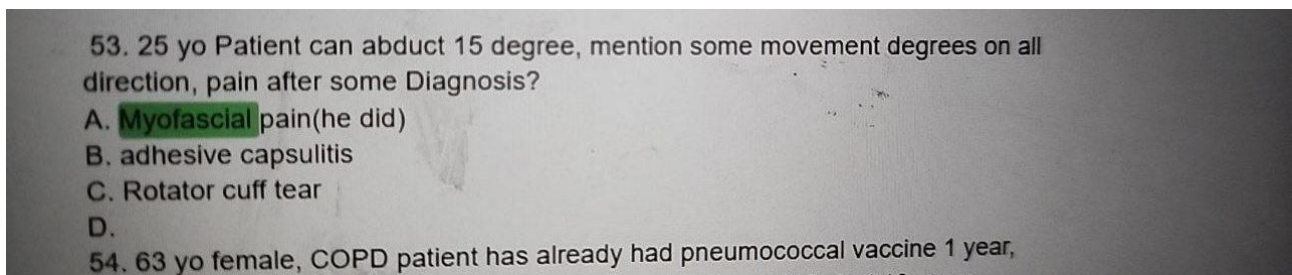 53. 25 yo Patient can abduct 15 degree, mention some movement degrees on all
direction, pain after some Diagnosis?
A. Myofascial pain(he did)
B. adhesive capsulitis
C. Rotator cuff tear
D.
54. 63 yo female, COPD patient has already had pneumococcal vaccine 1 year,